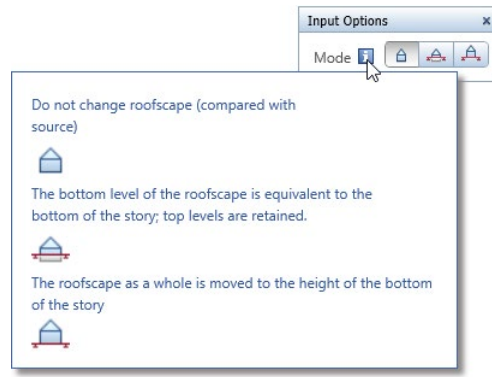 Input Options
Mode
Do not change roofscape (compared with
source)
The bottom level of the roofscape is equivalent to the
bottom of the story; top levels are retained.
The roofscape as a whole is moved to the height of the bottom
of the story